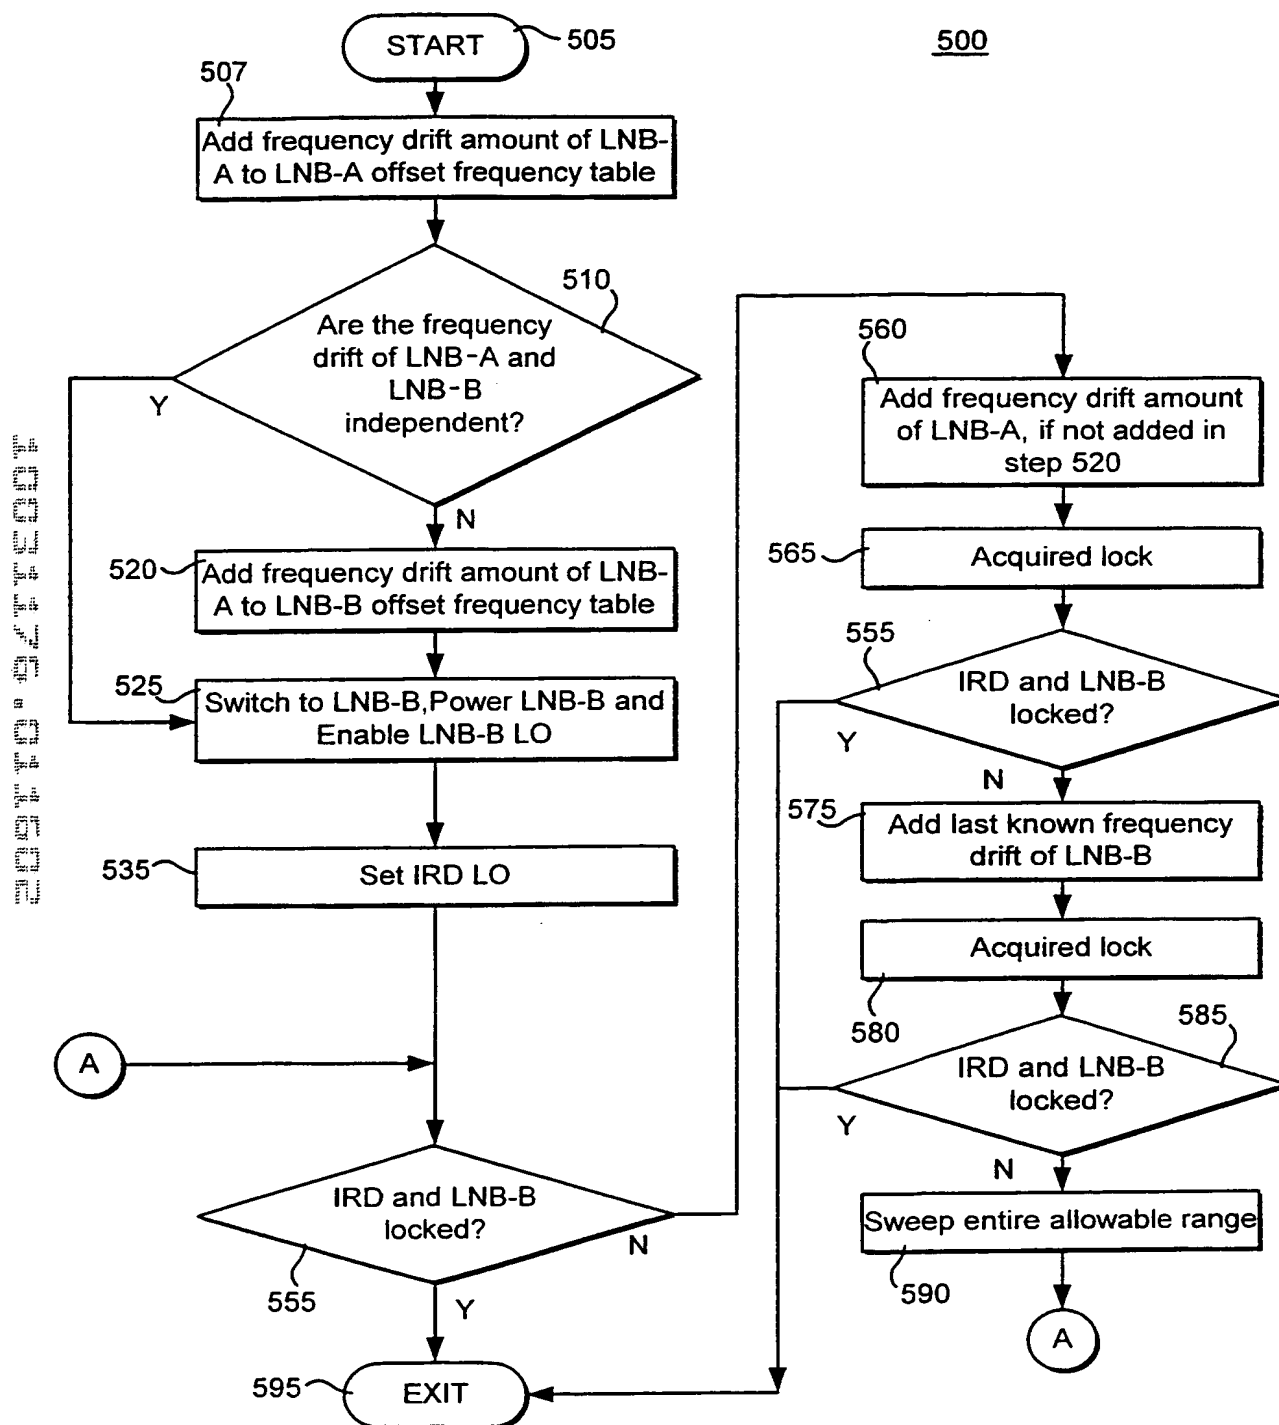 START
505
500
507
Add frequency drift amount of LNB-
A to LNB-A offset frequency table
510
Are the frequency
drift of LNB-A and
LNB-B
independent?
Y
N
520
Add frequency drift amount of LNB-
A to LNB-B offset frequency table
525
Switch to LNB-B,Power LNB-B and
Enable LNB-B LO
535
Set IRD LO
A
IRD and LNB-B
locked?
N
555
Y
595
EXIT
560
Add frequency drift amount
of LNB-A, if not added in
step 520
565
Acquired lock
555
IRD and LNB-B
locked?
Y
N
575
Add last known frequency
drift of LNB-B
Acquired lock
580
585
IRD and LNB-B
locked?
Y
N
Sweep entire allowable range
590
A
10031176.011602